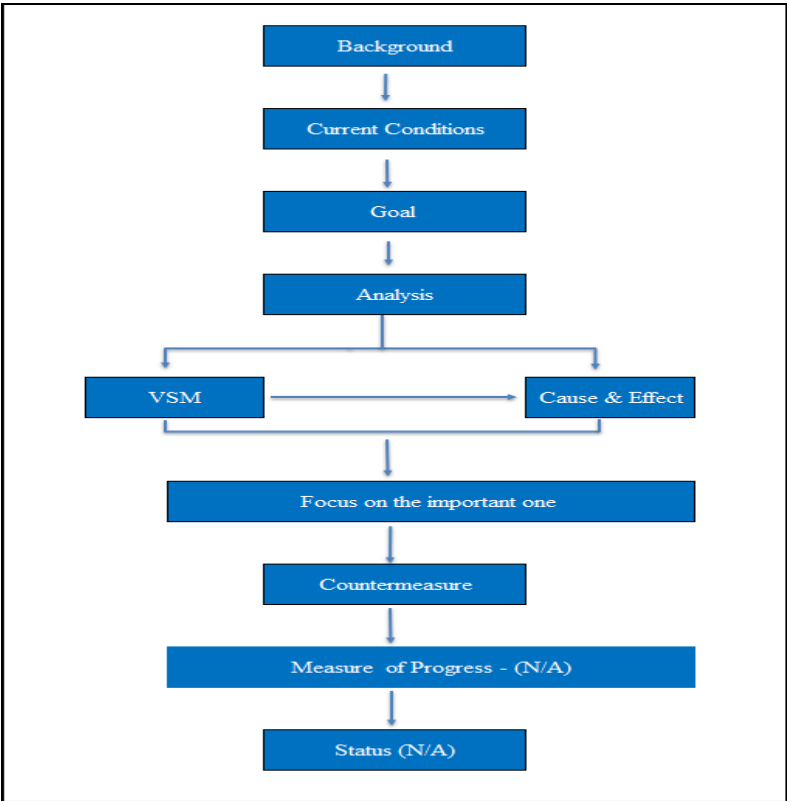 Background
Current Conditions
Goal
Analysis
VSM
Cause & Effect
Focus on the important one
Countermeasure
Measure of Progress - (N/A)
Status (N/A)